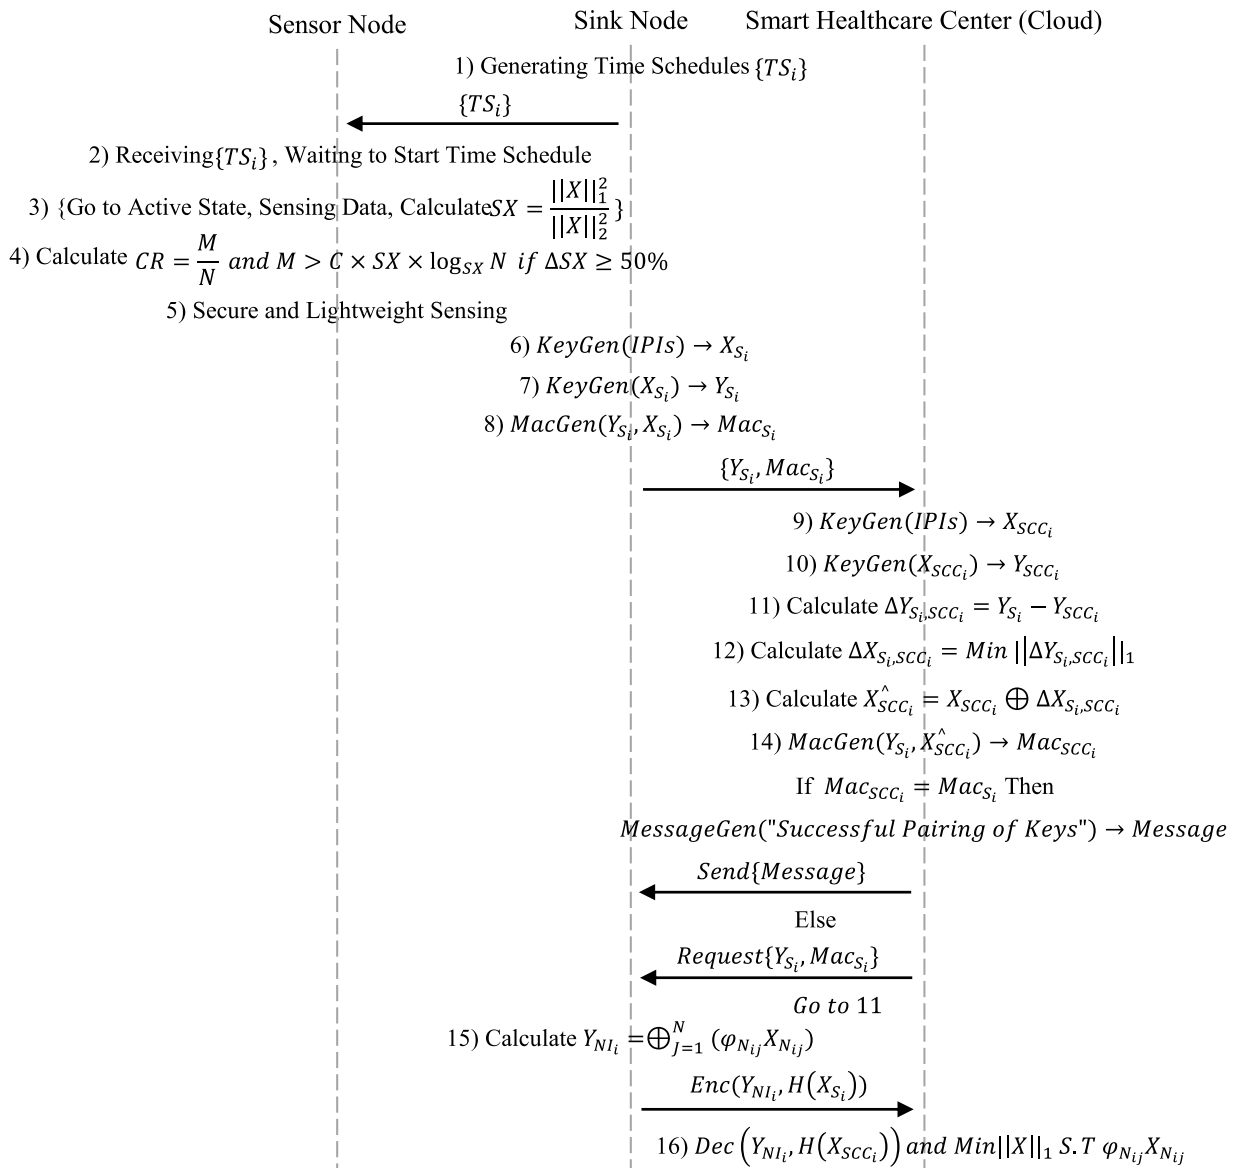 Sensor Node
Sink Node
Smart Healthcare Center (Cloud)
1) Generating Time Schedules {TS_i}
{TS_i}
2) Receiving{TS_i} , Waiting to Start Time Schedule
3) {Go to Active State, Sensing Data, CalculateSX = ||X||_1^2 / ||X||_2^2 }
4) Calculate CR = M/N and M > C × SX × log_SX N if ΔSX ≥ 50%
5) Secure and Lightweight Sensing
6) KeyGen(IPIs) → X_{S_i}
7) KeyGen(X_{S_i}) → Y_{S_i}
8) MacGen(Y_{S_i}, X_{S_i}) → Mac_{S_i}
{Y_{S_i}, Mac_{S_i}}
9) KeyGen(IPIs) → X_{SCC_i}
10) KeyGen(X_{SCC_i}) → Y_{SCC_i}
11) Calculate ΔY_{S_i,SCC_i} = Y_{S_i} − Y_{SCC_i}
12) Calculate ΔX_{S_i,SCC_i} = Min ||ΔY_{S_i,SCC_i}||_1
13) Calculate X^_{SCC_i} = X_{SCC_i} ⊕ ΔX_{S_i,SCC_i}
14) MacGen(Y_{S_i}, X^_{SCC_i}) → Mac_{SCC_i}
If Mac_{SCC_i} = Mac_{S_i} Then
MessageGen("Successful Pairing of Keys") → Message
Send{Message}
Else
Request{Y_{S_i}, Mac_{S_i}}
Go to 11
15) Calculate Y_{NI_i} = ⊕_{J=1}^{N} (φ_{N_ij} X_{N_ij})
Enc(Y_{NI_i}, H(X_{S_i}))
16) Dec (Y_{NI_i}, H(X_{SCC_i})) and Min||X||_1 S.T φ_{N_ij} X_{N_ij}